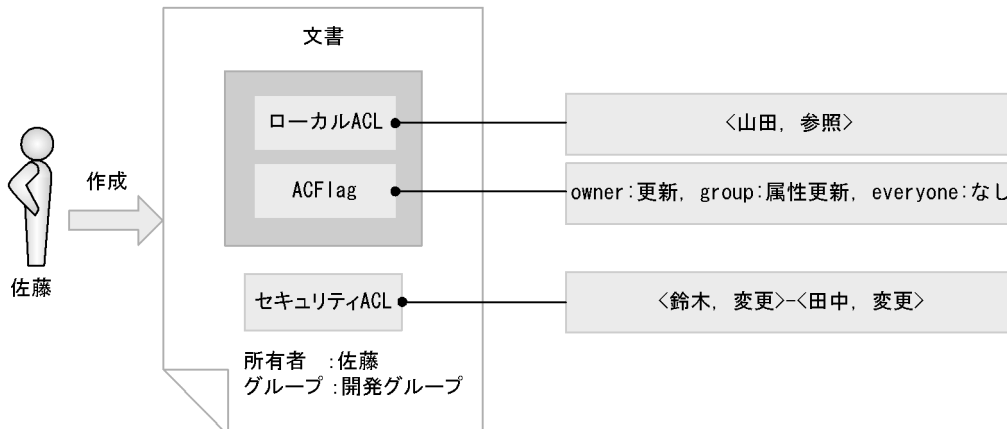 文書
ローカルACL
<山田, 参照>
作成
ACFlag
owner:更新, group:属性更新, everyone:なし
佐藤
セキュリティACL
<鈴木, 変更>-<田中, 変更>
所有者 :佐藤
グループ:開発グループ